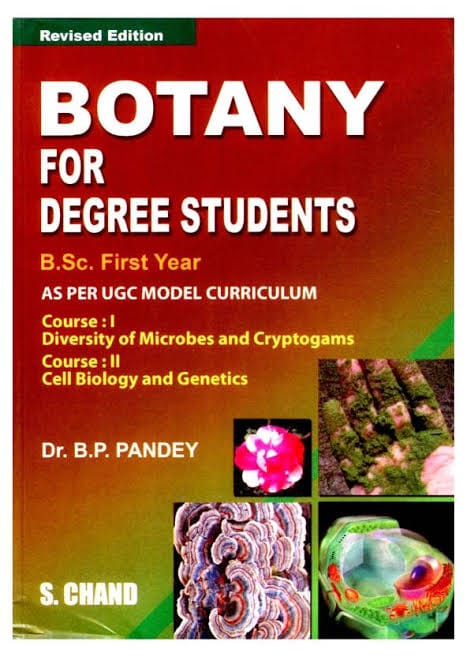 Revised Edition
BOTANY
FOR
DEGREE STUDENTS
B.Sc. First Year
AS PER UGC MODEL CURRICULUM
Course : I
Diversity of Microbes and Cryptogams
Course : II
Cell Biology and Genetics
Dr. B.P. PANDEY
S. CHAND